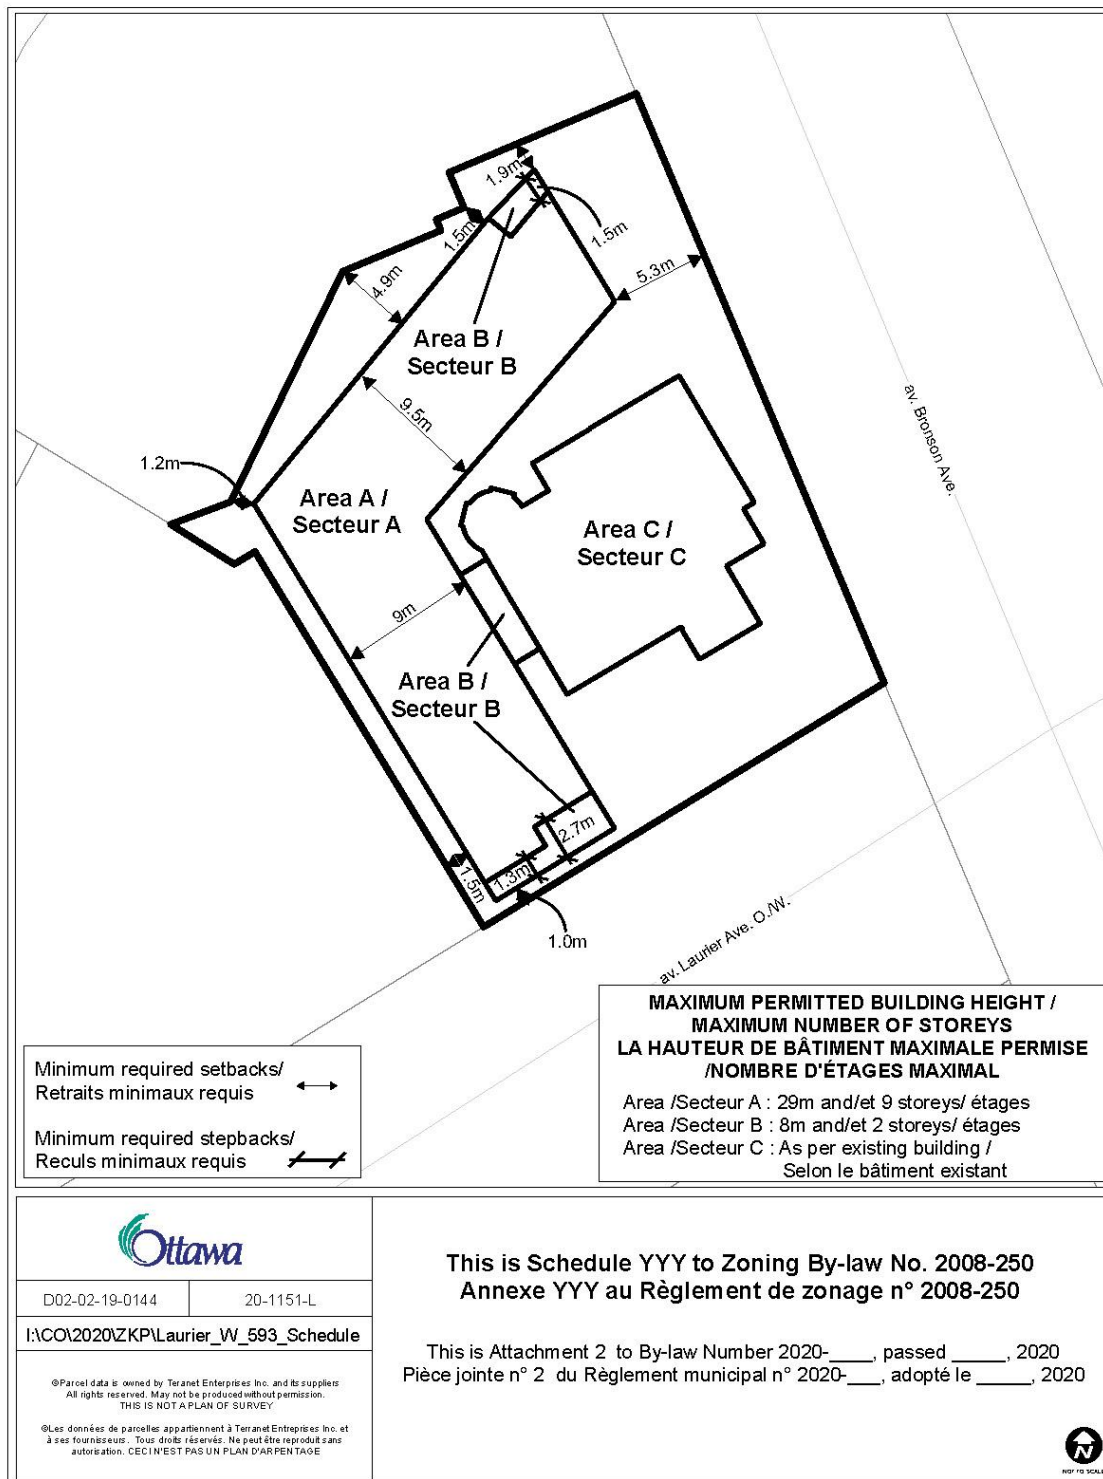 1.9m
1.5m
1.5m
4.9m
5.3m
Area B /
Secteur B
av. Bronson Ave.
9.5m
1.2m
Area A /
Secteur A
Area C /
Secteur C
9m
Area B /
Secteur B
2.7m
1.3m
1.5m
1.0m
av. Laurier Ave. O./W.
Minimum required setbacks/
Retraits minimaux requis
Minimum required stepbacks/
Reculs minimaux requis
MAXIMUM PERMITTED BUILDING HEIGHT /
MAXIMUM NUMBER OF STOREYS
LA HAUTEUR DE BÂTIMENT MAXIMALE PERMISE
/NOMBRE D'ÉTAGES MAXIMAL
Area /Secteur A : 29m and/et 9 storeys/ étages
Area /Secteur B : 8m and/et 2 storeys/ étages
Area /Secteur C : As per existing building /
Selon le bâtiment existant
Ottawa
D02-02-19-0144 20-1151-L
I:\CO\2020\ZKP\Laurier_W_593_Schedule
©Parcel data is owned by Teranet Enterprises Inc. and its suppliers
All rights reserved. May not be produced without permission.
THIS IS NOT A PLAN OF SURVEY
©Les données de parcelles appartiennent à Terranet Entreprises Inc. et
à ses fournisseurs. Tous droits réservés. Ne peut être reproduit sans
autorisation. CECI N'EST PAS UN PLAN D'ARPENTAGE
This is Schedule YYY to Zoning By-law No. 2008-250
Annexe YYY au Règlement de zonage n° 2008-250
This is Attachment 2 to By-law Number 2020-____, passed _____, 2020
Pièce jointe n° 2 du Règlement municipal n° 2020-___, adopté le _____, 2020
N
NOT TO SCALE